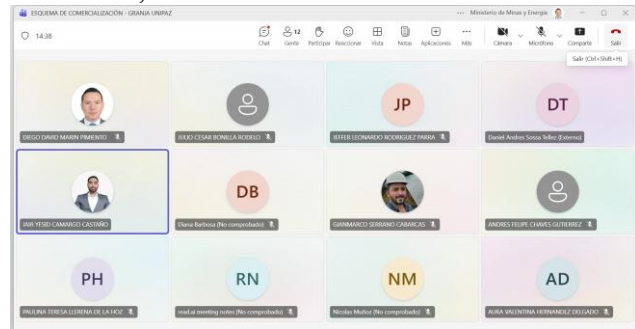 ESQUEMA DE COMERCIALIZACIÓN - GRANJA UNIPAZ
Ministerio de Minas y Energía
14:38
Chat
12
Gente
Participar
Reaccionar
Vista
Notas
Aplicaciones
Más
Cámara
Micrófono
Comparte
Salir
Salir (Ctrl+Shift+H)
DIEGO DAVID MARIN PIMIENTO
JULIO CESAR BONILLA RODELO
JP
JEFFER LEONARDO RODRIGUEZ PARRA
DT
Daniel Andres Sossa Tellez (Externo)
JAIR YESID CAMARGO CASTAÑO
DB
Diana Barbosa (No comprobado)
GIANMARCO SERRANO CABARCAS
ANDRES FELIPE CHAVES GUTIERREZ
PH
PAULINA TERESA LLERENA DE LA HOZ
RN
read.ai meeting notes (No comprobado)
NM
Nicolas Muñoz (No comprobado)
AD
AURA VALENTINA HERNANDEZ DELGADO